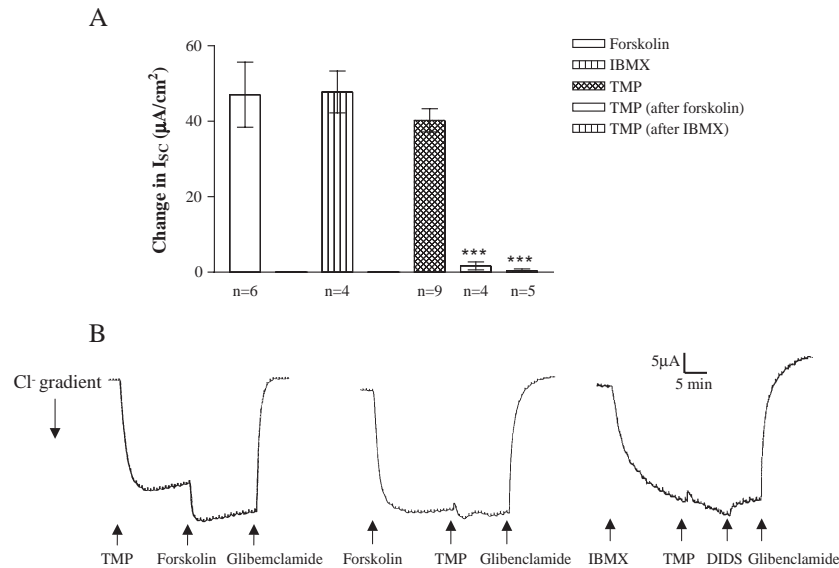 A
60
40
20
0
Change in ISC (μA/cm²)
Forskolin
IBMX
TMP
TMP (after forskolin)
TMP (after IBMX)
***
***
n=6
n=4
n=9
n=4
n=5
B
Cl- gradient
5μA
5 min
TMP
Forskolin
Glibemclamide
Forskolin
TMP
Glibenclamide
IBMX
TMP
DIDS
Glibenclamide